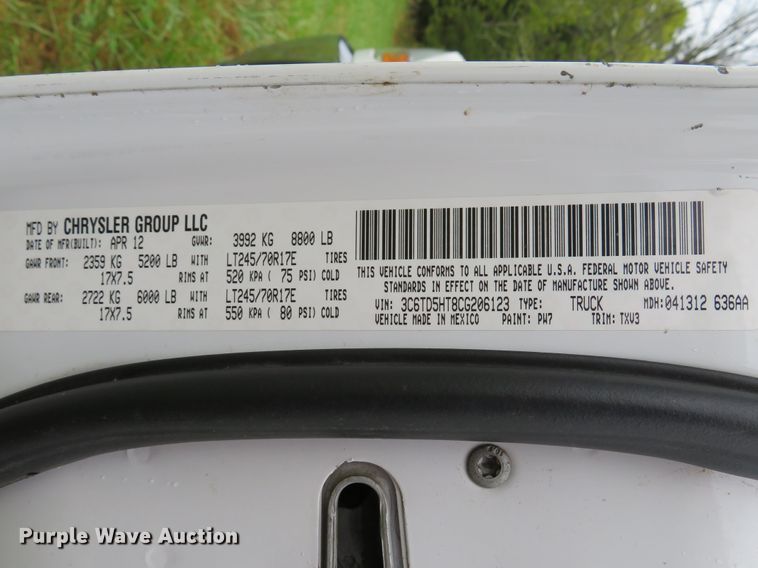 MFD BY CHRYSLER GROUP LLC
DATE OF MFR(BUILT): APR 12 GVWR: 3992 KG 8800 LB
GAWR FRONT: 2359 KG 5200 LB WITH LT245/70R17E TIRES
17X7.5 RIMS AT 520 KPA ( 75 PSI) COLD
GAWR REAR: 2722 KG 6000 LB WITH LT245/70R17E TIRES
17X7.5 RIMS AT 550 KPA ( 80 PSI) COLD
THIS VEHICLE CONFORMS TO ALL APPLICABLE U.S.A. FEDERAL MOTOR VEHICLE SAFETY
STANDARDS IN EFFECT ON THE DATE OF MANUFACTURE SHOWN ABOVE.
VIN: 3C6TD5HT8CG206123 TYPE: TRUCK MDH: 041312 636AA
VEHICLE MADE IN MEXICO PAINT: PW7 TRIM: TXV3
Purple Wave Auction